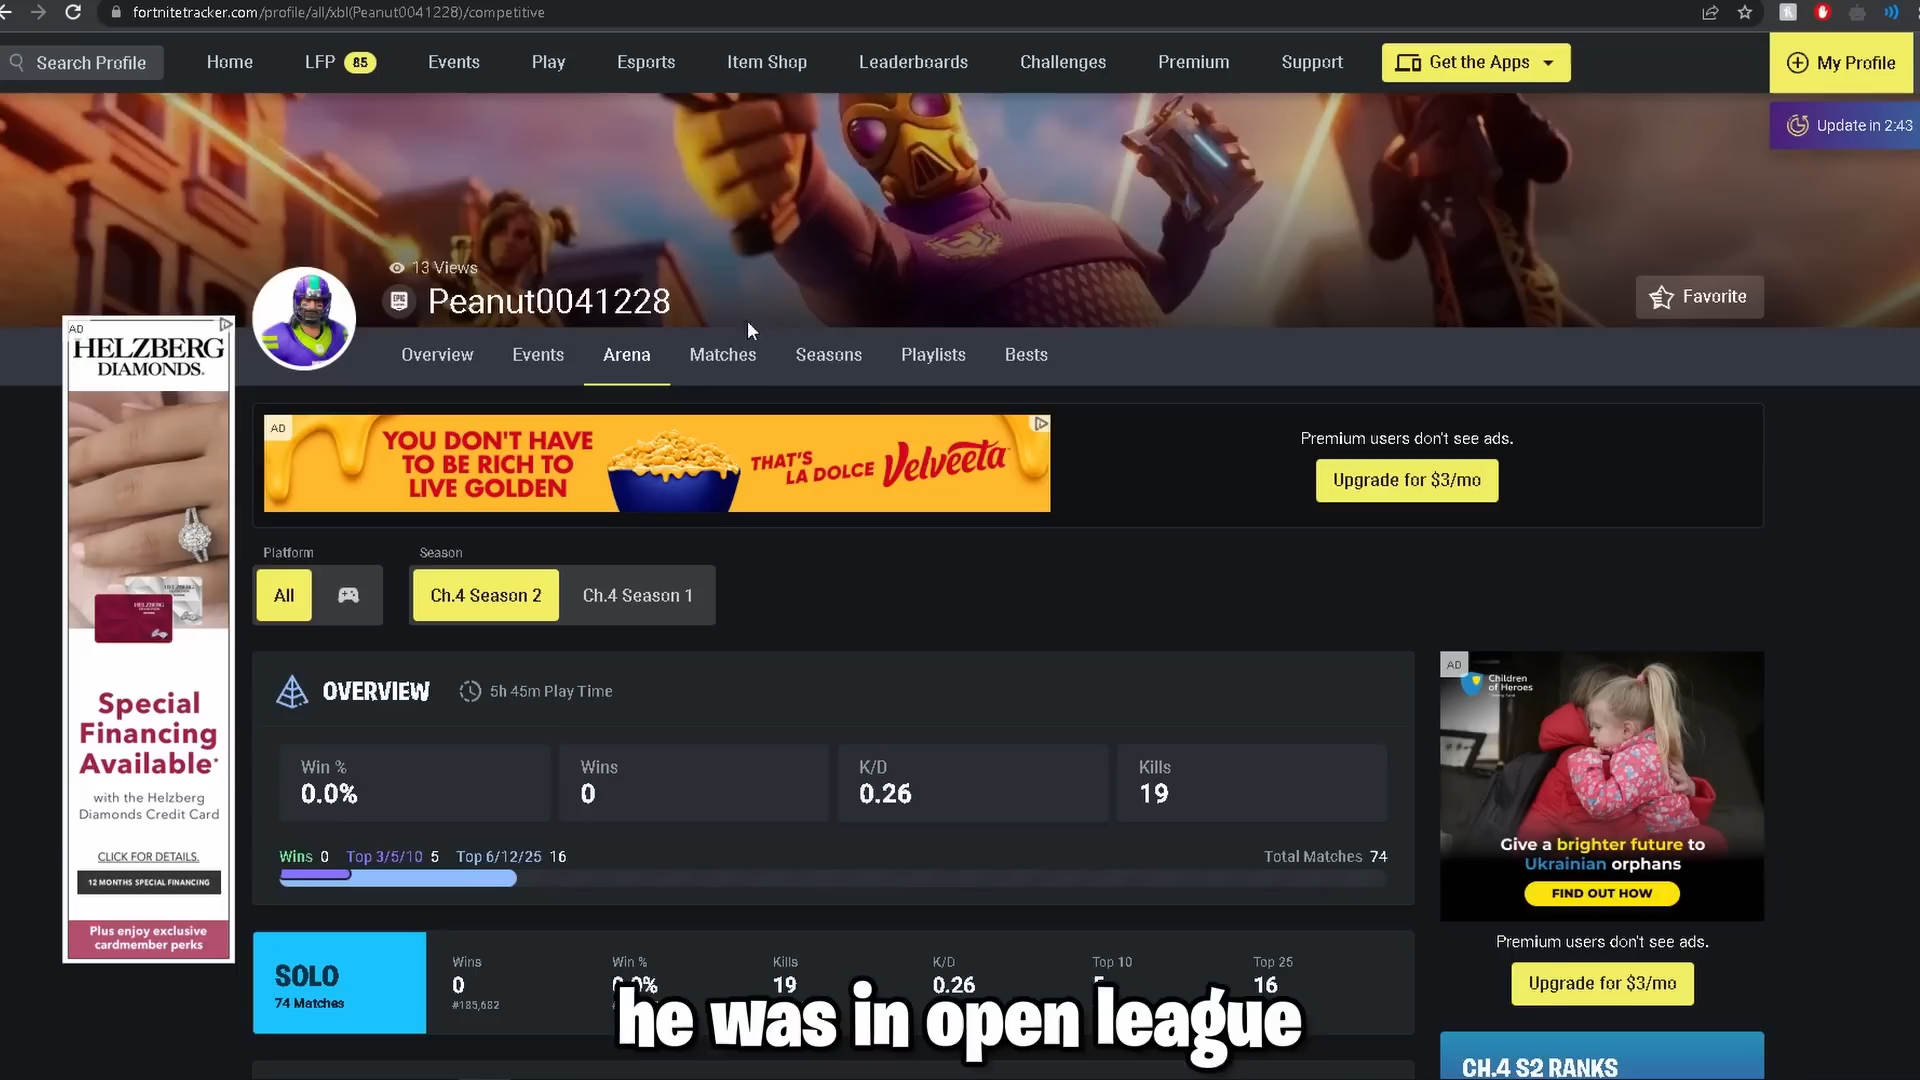 fortnitetracker.com/profile/all/xbl(Peanut0041228)/competitive
Search Profile
Home
LFP 85
Events
Play
Esports
Item Shop
Leaderboards
Challenges
Premium
Support
Get the Apps
My Profile
Update in 2:43
13 Views
EPIC
Peanut0041228
Favorite
Overview
Events
Arena
Matches
Seasons
Playlists
Bests
AD
HELZBERG
DIAMONDS.
Special
Financing
Available*
with the Helzberg
Diamonds Credit Card
CLICK FOR DETAILS.
12 MONTHS SPECIAL FINANCING
Plus enjoy exclusive
cardmember perks
AD
YOU DON'T HAVE
TO BE RICH TO
LIVE GOLDEN
THAT'S
LA DOLCE
Velveeta
Premium users don't see ads.
Upgrade for $3/mo
Platform
All
Season
Ch.4 Season 2
Ch.4 Season 1
OVERVIEW
5h 45m Play Time
Win %
0.0%
Wins
0
K/D
0.26
Kills
19
Wins 0 Top 3/5/10 5 Top 6/12/25 16
Total Matches 74
AD
Children
of Heroes
Give a brighter future to
Ukrainian orphans
FIND OUT HOW
Premium users don't see ads.
Upgrade for $3/mo
SOLO
74 Matches
Wins
0
#185,682
Win %
0.0%
Kills
19
K/D
0.26
Top 10
5
Top 25
16
he was in open league
CH.4 S2 RANKS